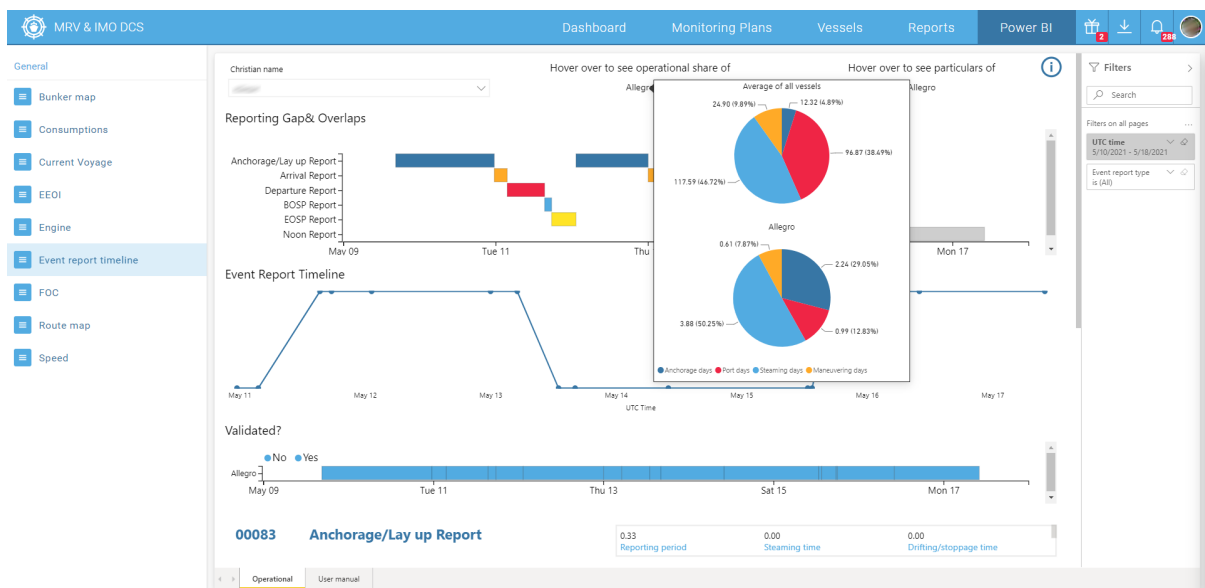 MRV & IMO DCS
Dashboard
Monitoring Plans
Vessels
Reports
Power BI
2
288
General
Bunker map
Consumptions
Current Voyage
EEOI
Engine
Event report timeline
FOC
Route map
Speed
Christian name
Hover over to see operational share of
Allegro
Hover over to see particulars of
Allegro
Reporting Gap& Overlaps
Anchorage/Lay up Report
Arrival Report
Departure Report
BOSP Report
EOSP Report
Noon Report
May 09
Tue 11
Thu
Mon 17
Average of all vessels
24.90 (9.89%)
12.32 (4.89%)
96.87 (38.49%)
117.59 (46.72%)
Allegro
0.61 (7.87%)
2.24 (29.05%)
3.88 (50.25%)
0.99 (12.83%)
Anchorage days Port days Steaming days Maneuvering days
Event Report Timeline
May 11
May 12
May 13
May 14
May 15
May 16
May 17
UTC Time
Validated?
No Yes
Allegro
May 09
Tue 11
Thu 13
Sat 15
Mon 17
00083
Anchorage/Lay up Report
0.33
Reporting period
0.00
Steaming time
0.00
Drifting/stoppage time
Operational
User manual
Filters
Search
Filters on all pages
...
UTC time
5/10/2021 - 5/18/2021
Event report type
is (All)